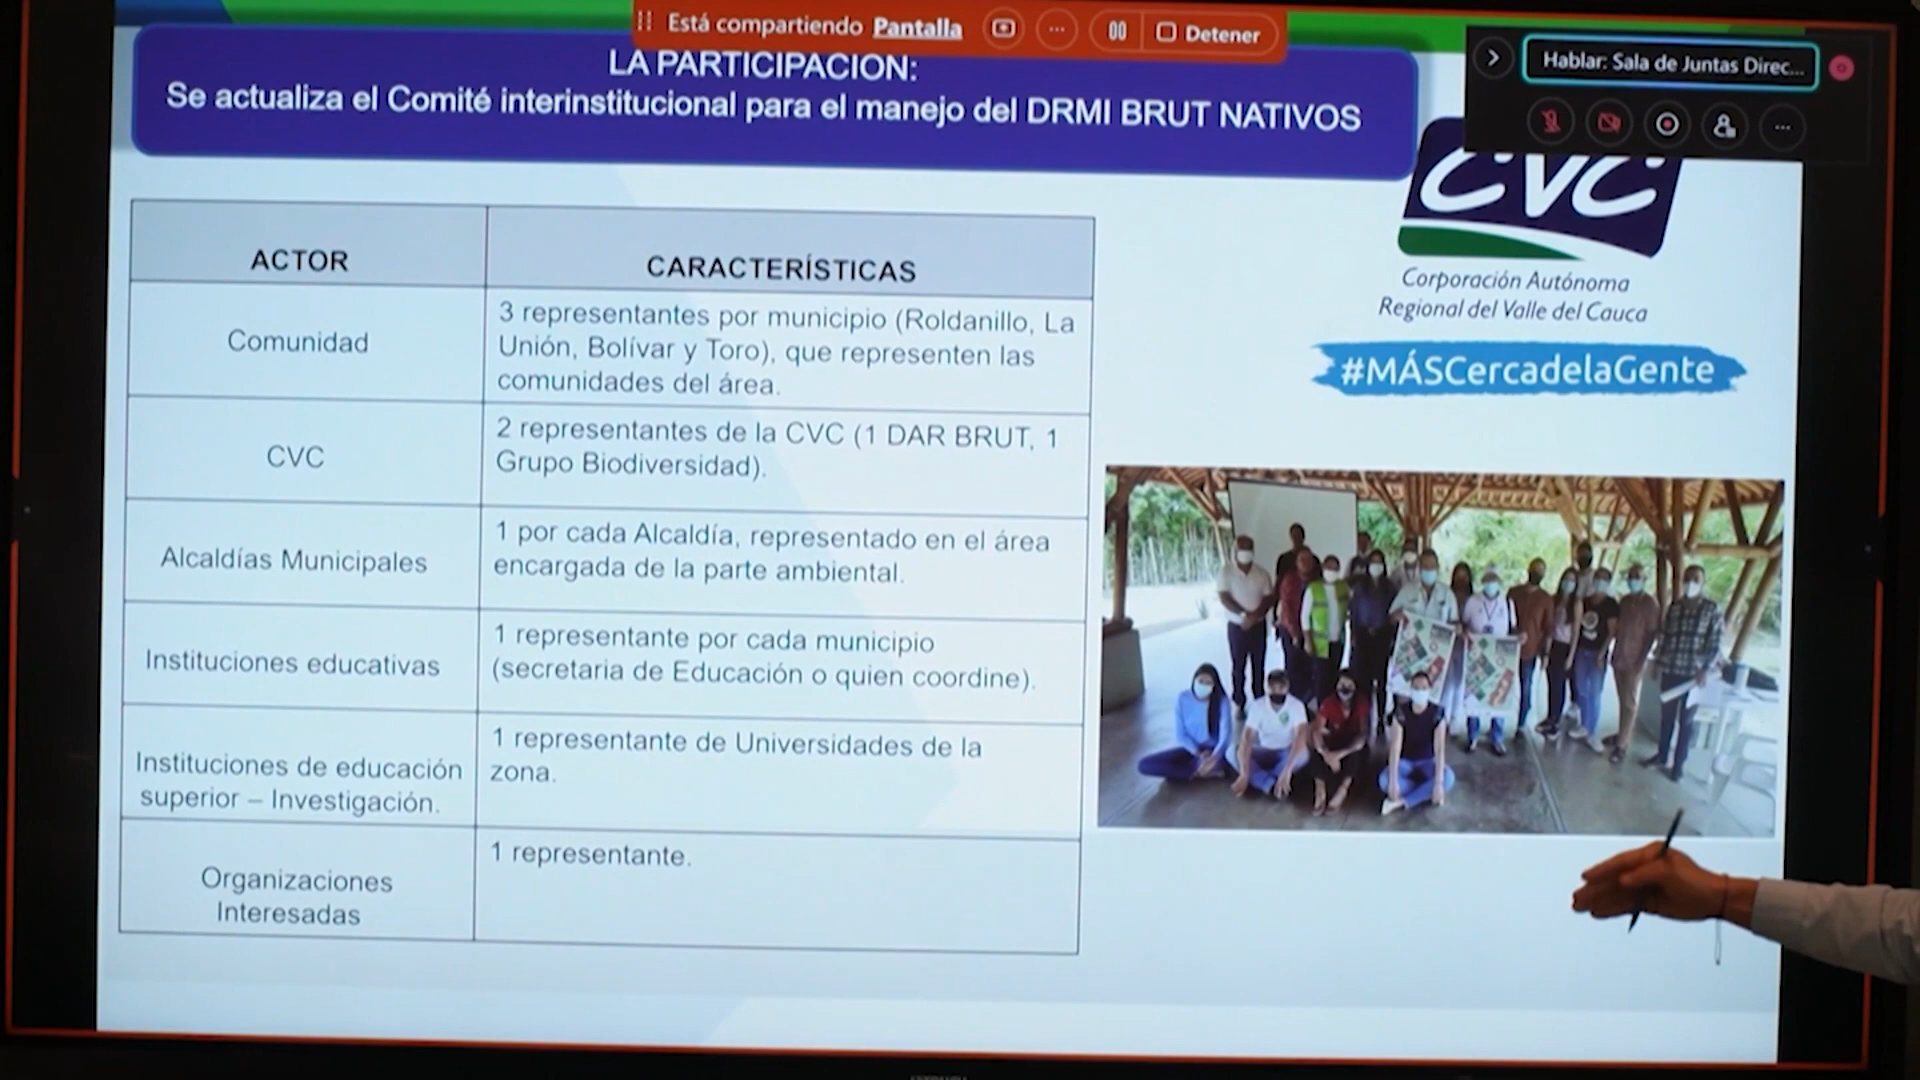 Está compartiendo Pantalla
Detener
Hablar: Sala de Juntas Direc...
LA PARTICIPACION:
Se actualiza el Comité interinstitucional para el manejo del DRMI BRUT NATIVOS
CVC
Corporación Autónoma
Regional del Valle del Cauca
#MÁSCercadelaGente
ACTOR
CARACTERÍSTICAS
Comunidad
3 representantes por municipio (Roldanillo, La
Unión, Bolívar y Toro), que representen las
comunidades del área.
CVC
2 representantes de la CVC (1 DAR BRUT, 1
Grupo Biodiversidad).
Alcaldías Municipales
1 por cada Alcaldía, representado en el área
encargada de la parte ambiental.
Instituciones educativas
1 representante por cada municipio
(secretaria de Educación o quien coordine).
Instituciones de educación
superior – Investigación.
1 representante de Universidades de la
zona.
Organizaciones
Interesadas
1 representante.